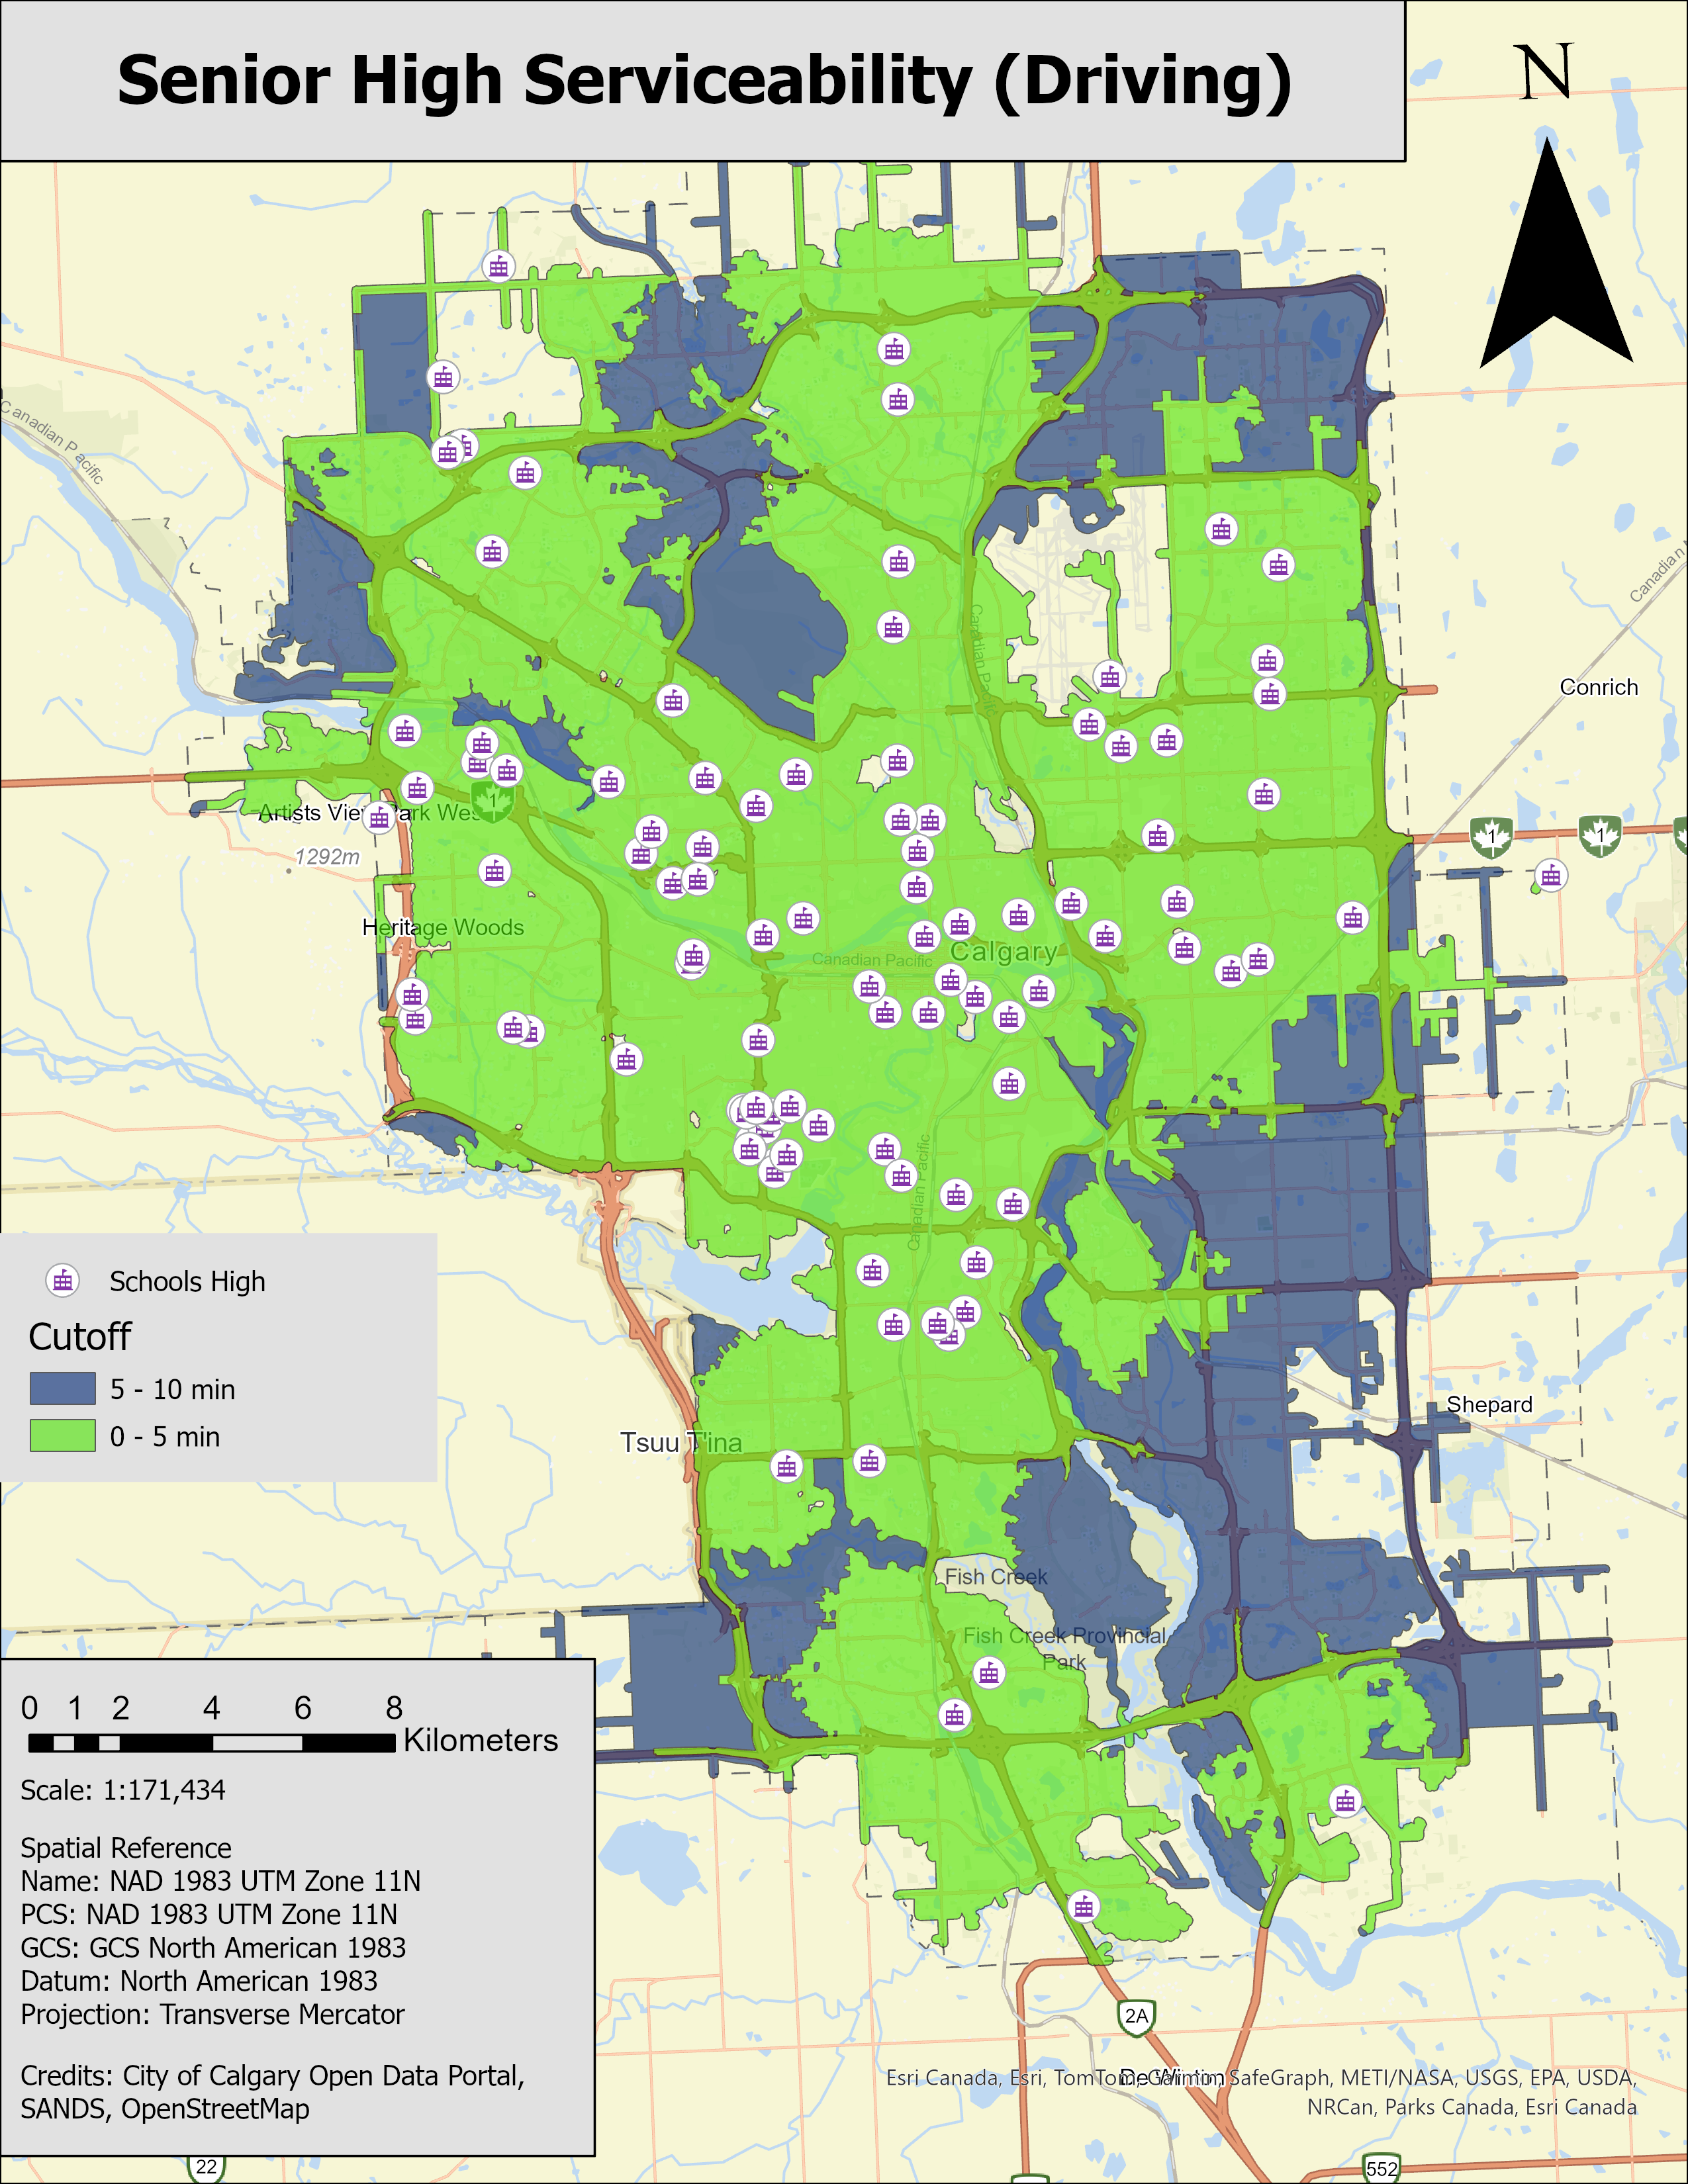 Senior High Serviceability (Driving)
N
Canadian Pacific
Canadian
Canadian Pacific
Conrich
1
1
1
Artists View Park Wes
1292m
Heritage Woods
Calgary
Canadian Pacific
Canadian Pacific
Schools High
Cutoff
5 - 10 min
0 - 5 min
Shepard
Tsuu T'ina
Fish Creek
Fish Creek Provincial
Park
0 1 2 4 6 8
Kilometers
Scale: 1:171,434
Spatial Reference
Name: NAD 1983 UTM Zone 11N
PCS: NAD 1983 UTM Zone 11N
GCS: GCS North American 1983
Datum: North American 1983
Projection: Transverse Mercator
Credits: City of Calgary Open Data Portal,
SANDS, OpenStreetMap
2A
De Winton
Esri Canada, Esri, TomTom, Garmin, SafeGraph, METI/NASA, USGS, EPA, USDA,
NRCan, Parks Canada, Esri Canada
22
552